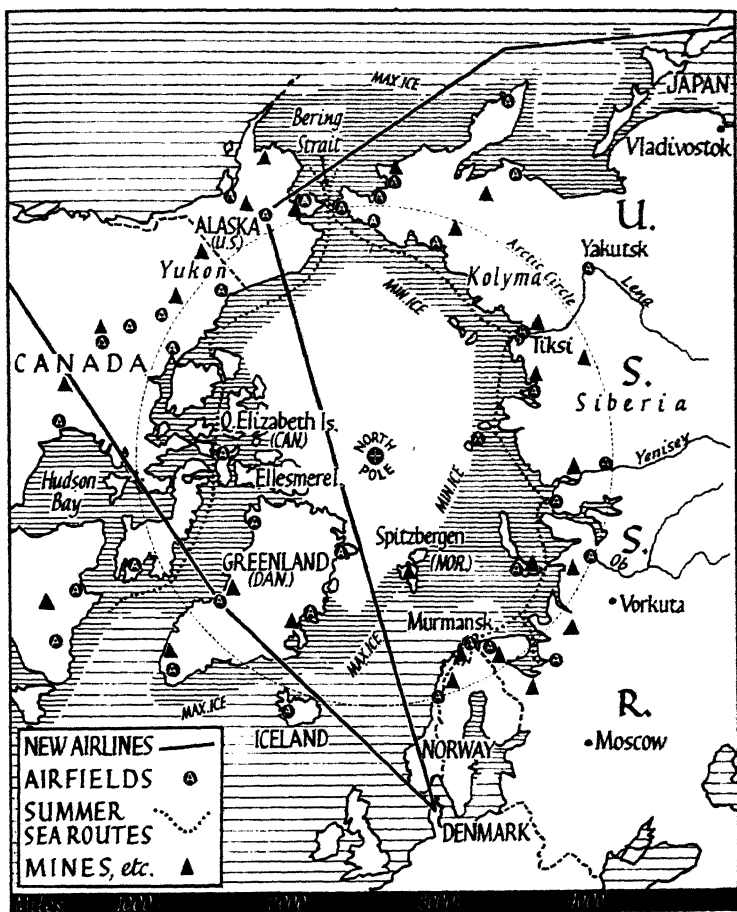 MAX.ICE
JAPAN
Bering
Strait
Vladivostok
U.
ALASKA
(U.S.)
Yakutsk
Yukon
Arctic Circle
Kolyma
Lena
MIN.ICE
Tiksi
CANADA
S.
Siberia
Q.Elizabeth Is.
(CAN)
NORTH
POLE
Yenisey
Hudson
Bay
Ellesmere I.
MIN.ICE
Spitzbergen
(NOR.)
S.
GREENLAND
(DAN.)
Ob
Vorkuta
Murmansk
MAX.ICE
MAX.ICE
R.
ICELAND
NORWAY
Moscow
DENMARK
NEW AIRLINES
AIRFIELDS A
SUMMER
SEA ROUTES
MINES, etc.